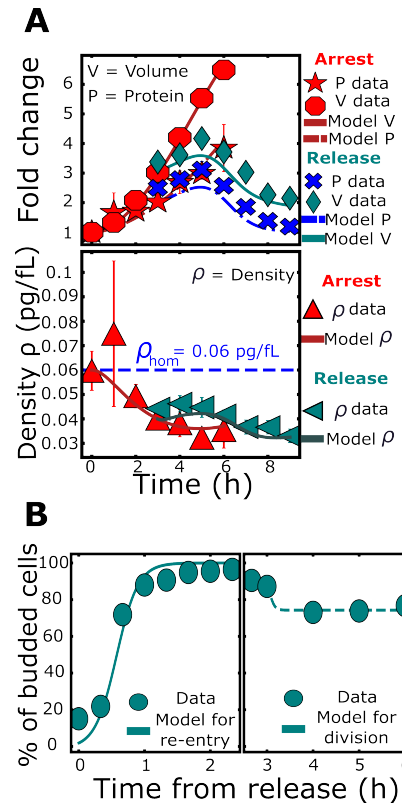 A
V = Volume
P = Protein
Fold change
6
5
4
3
2
1
Arrest
P data
V data
Model V
Model P
Release
P data
V data
Model P
Model V
ρ = Density
ρhom = 0.06 pg/fL
Density ρ (pg/fL)
0.1
0.09
0.08
0.07
0.06
0.05
0.04
0.03
0 2 4 6 8
Time (h)
Arrest
ρ data
Model ρ
Release
ρ data
Model ρ
B
% of budded cells
100
80
60
40
20
0
Data
Model for
re-entry
Data
Model for
division
0 1 2 3 4 5 6
Time from release (h)